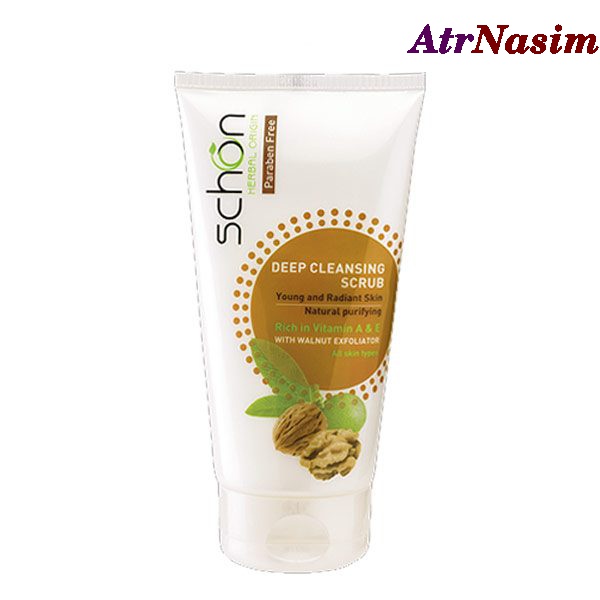 AtrNasim
schön
HERBAL ORIGIN
Paraben Free
DEEP CLEANSING
SCRUB
Young and Radiant Skin
Natural purifying
Rich in Vitamin A & E
WITH WALNUT EXFOLIATOR
All skin types